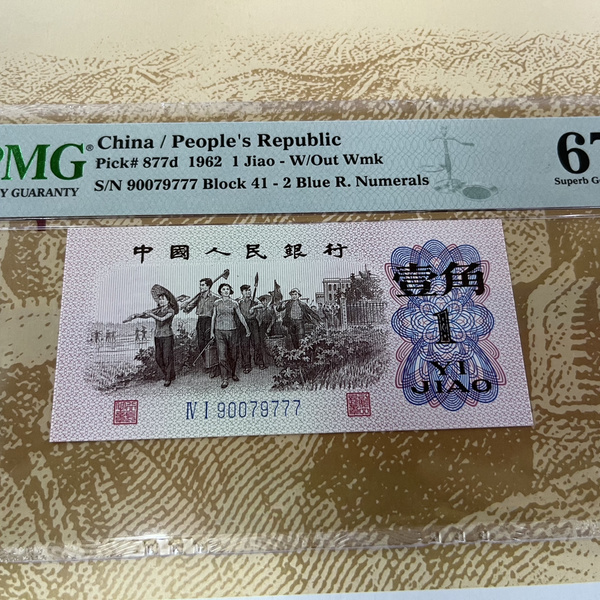 PMG®
Y GUARANTY
China / People's Republic
Pick# 877d 1962 1 Jiao - W/Out Wmk
S/N 90079777 Block 41 - 2 Blue R. Numerals
67
Superb G
中國人民銀行
壹角
1
YI
JIAO
Ⅳ Ⅰ 90079777